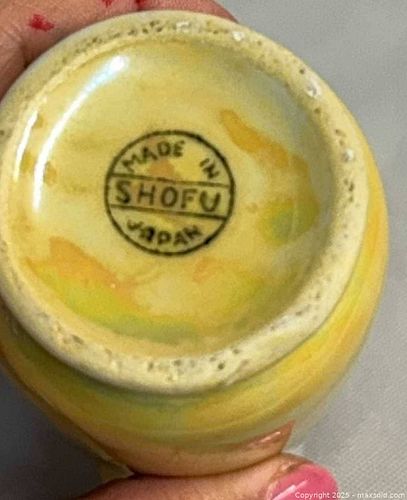 MADE IN
SHOFU
JAPAN
Copyright 2025 - maxsold.com